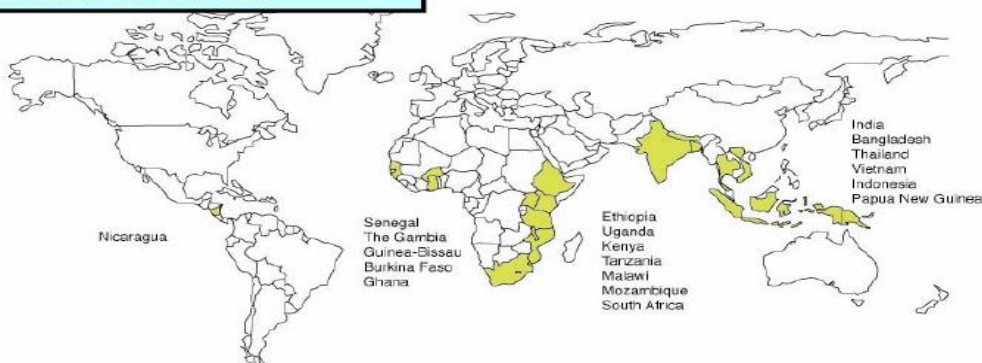 Nicaragua
Senegal
The Gambia
Guinea-Bissau
Burkina Faso
Ghana
Ethiopia
Uganda
Kenya
Tanzania
Malawi
Mozambique
South Africa
India
Bangladesh
Thailand
Vietnam
Indonesia
Papua New Guinea